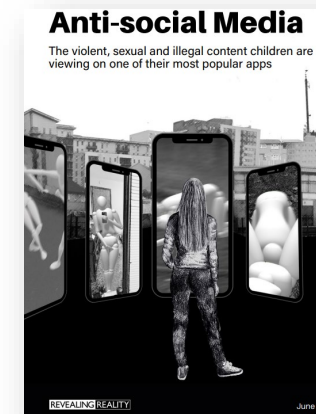 Anti-social Media
The violent, sexual and illegal content children are
viewing on one of their most popular apps
REVEALING REALITY
June